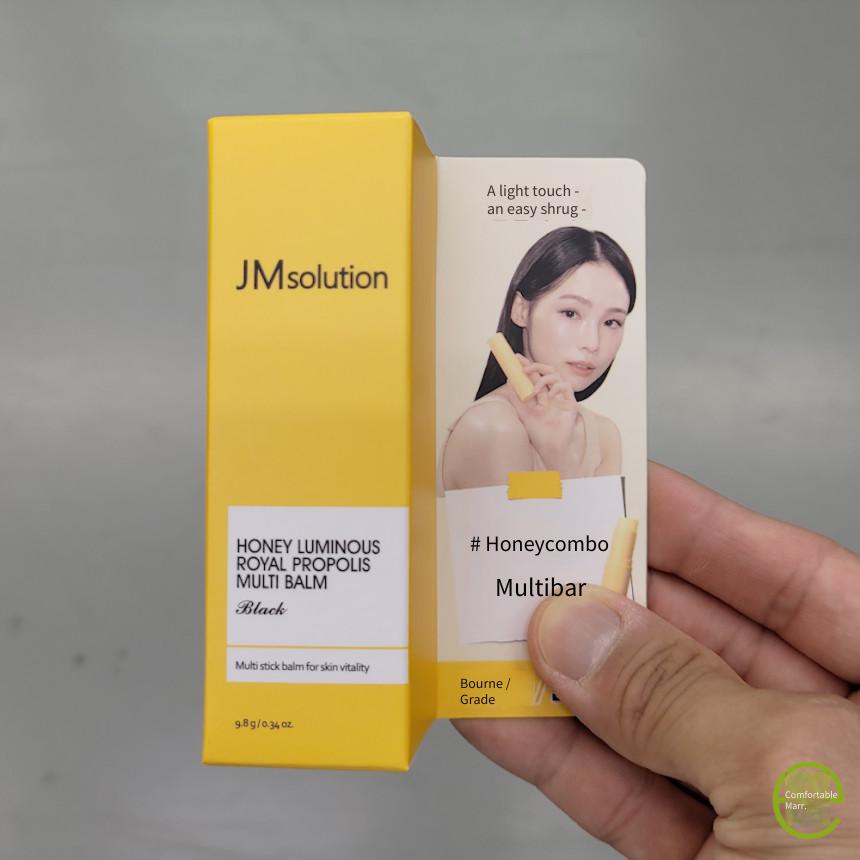 JMsolution
HONEY LUMINOUS
ROYAL PROPOLIS
MULTI BALM
Black
Multi stick balm for skin vitality
9.8 g / 0.34 oz.
A light touch -
an easy shrug -
# Honeycombo
Multibar
Bourne /
Grade
Comfortable
Marr.